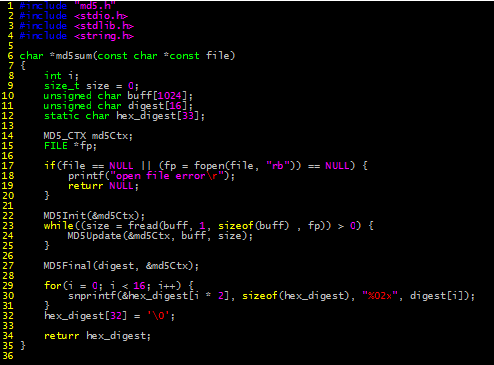 1 #include "md5.h"
2 #include <stdio.h>
3 #include <stdlib.h>
4 #include <string.h>
5
6 char *md5sum(const char *const file)
7 {
8     int i;
9     size_t size = 0;
10     unsigned char buff[1024];
11     unsigned char digest[16];
12     static char hex_digest[33];
13
14     MD5_CTX md5Ctx;
15     FILE *fp;
16
17     if(file == NULL || (fp = fopen(file, "rb")) == NULL) {
18         printf("open file error\r");
19         return NULL;
20     }
21
22     MD5Init(&md5Ctx);
23     while((size = fread(buff, 1, sizeof(buff) , fp)) > 0) {
24         MD5Update(&md5Ctx, buff, size);
25     }
26
27     MD5Final(digest, &md5Ctx);
28
29     for(i = 0; i < 16; i++) {
30         snprintf(&hex_digest[i * 2], sizeof(hex_digest), "%02x", digest[i]);
31     }
32     hex_digest[32] = '\0';
33
34     return hex_digest;
35 }
36